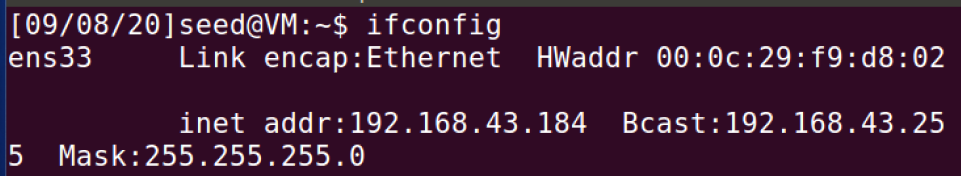 [09/08/20]seed@VM:~$ ifconfig
ens33     Link encap:Ethernet  HWaddr 00:0c:29:f9:d8:02
          inet addr:192.168.43.184  Bcast:192.168.43.25
5  Mask:255.255.255.0